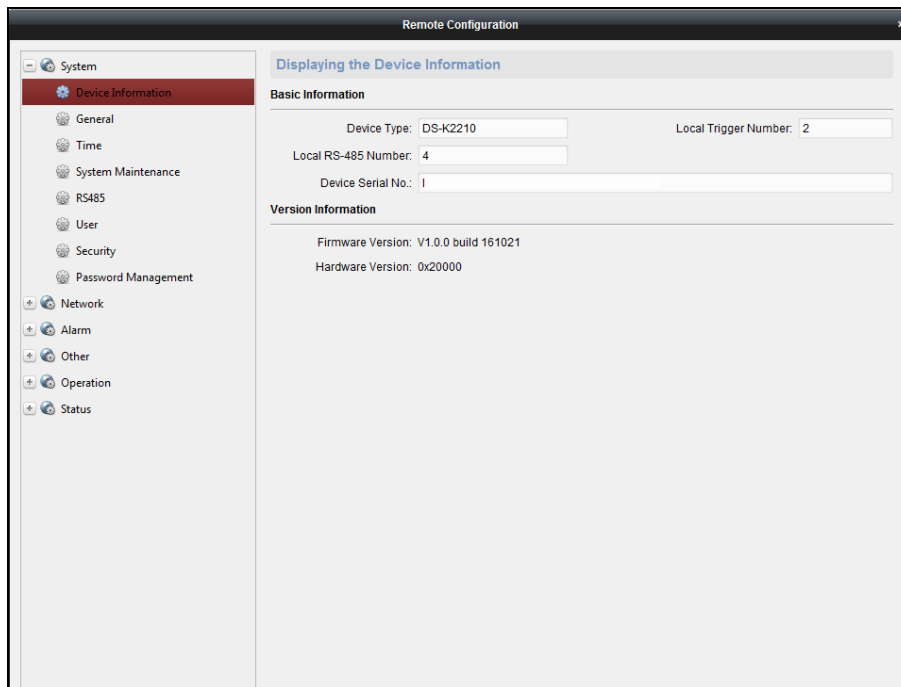 Remote Configuration
System
Device Information
General
Time
System Maintenance
RS485
User
Security
Password Management
Network
Alarm
Other
Operation
Status
Displaying the Device Information
Basic Information
Device Type: DS-K2210
Local Trigger Number: 2
Local RS-485 Number: 4
Device Serial No.:
Version Information
Firmware Version: V1.0.0 build 161021
Hardware Version: 0x20000